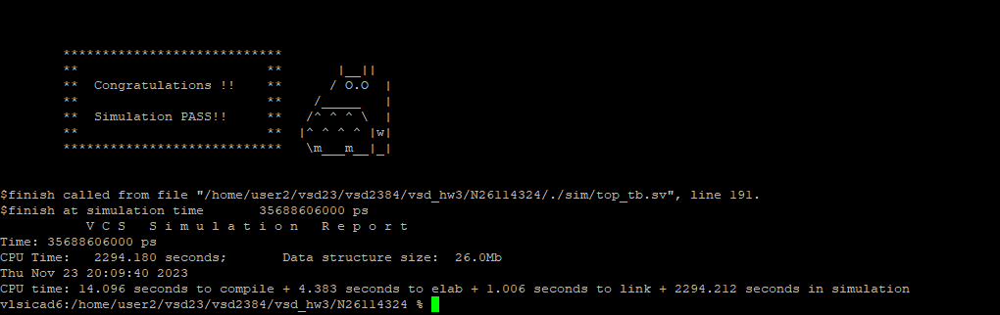 ****************************
**                        **       |__||
**  Congratulations !!    **      / O.O  |
**                        **    /_____   |
**  Simulation PASS!!     **   /^ ^ ^ \  |
**                        **  |^ ^ ^ ^ |w|
****************************   \m___m__|_|
$finish called from file "/home/user2/vsd23/vsd2384/vsd_hw3/N26114324/./sim/top_tb.sv", line 191.
$finish at simulation time       35688606000 ps
           V C S   S i m u l a t i o n   R e p o r t
Time: 35688606000 ps
CPU Time:   2294.180 seconds;       Data structure size:  26.0Mb
Thu Nov 23 20:09:40 2023
CPU time: 14.096 seconds to compile + 4.383 seconds to elab + 1.006 seconds to link + 2294.212 seconds in simulation
vlsicad6:/home/user2/vsd23/vsd2384/vsd_hw3/N26114324 %